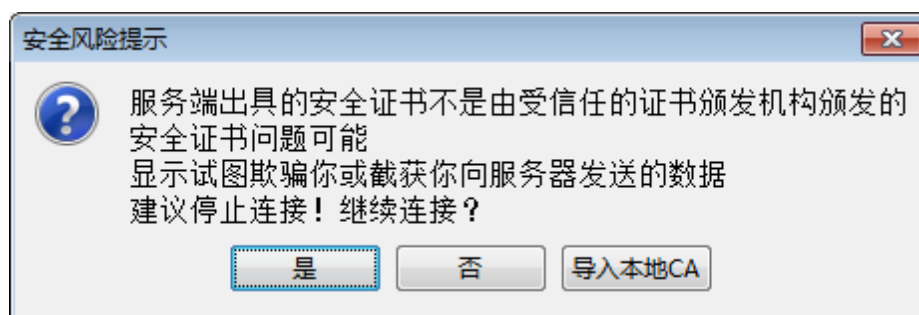 安全风险提示
服务端出具的安全证书不是由受信任的证书颁发机构颁发的
安全证书问题可能
显示试图欺骗你或截获你向服务器发送的数据
建议停止连接！继续连接？
是 否 导入本地CA